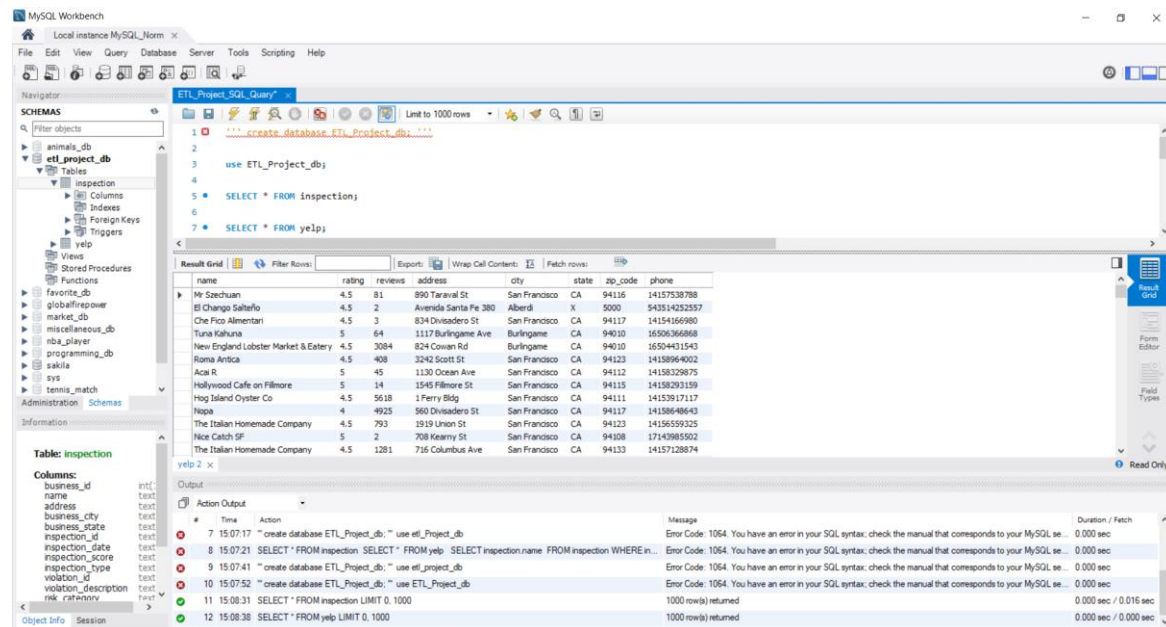 MySQL Workbench
Local instance MySQL_Norm
File Edit View Query Database Server Tools Scripting Help
Navigator
ETL_Project_SQL_Quary*
SCHEMAS
Limit to 1000 rows
Filter objects
animals_db
etl_project_db
Tables
inspection
Columns
Indexes
Foreign Keys
Triggers
yelp
Views
Stored Procedures
Functions
favorite_db
globalfirepower
market_db
miscellaneous_db
nba_player
programming_db
sakila
sys
tennis_match
Administration Schemas
Information
Table: inspection
Columns:
business_id int(
name text
address text
business_city text
business_state text
inspection_id text
inspection_date text
inspection_score text
inspection_type text
violation_id text
violation_description text
risk_category text
Object Info Session
1 ''' create database ETL_Project_db; '''
2
3 use ETL_Project_db;
4
5 SELECT * FROM inspection;
6
7 SELECT * FROM yelp;
Result Grid Filter Rows: Export: Wrap Cell Content: Fetch rows:
name rating reviews address city state zip_code phone
Mr Szechuan 4.5 81 890 Taraval St San Francisco CA 94116 14157538788
El Chango Salteño 4.5 2 Avenida Santa Fe 380 Alberdi X 5000 543514252557
Che Fico Alimentari 4.5 3 834 Divisadero St San Francisco CA 94117 14154166980
Tuna Kahuna 5 64 1117 Burlingame Ave Burlingame CA 94010 16506366868
New England Lobster Market & Eatery 4.5 3084 824 Cowan Rd Burlingame CA 94010 16504431543
Roma Antica 4.5 408 3242 Scott St San Francisco CA 94123 14158964002
Acai R 5 45 1130 Ocean Ave San Francisco CA 94112 14158329875
Hollywood Cafe on Filmore 5 14 1545 Filmore St San Francisco CA 94115 14158293159
Hog Island Oyster Co 4.5 5618 1 Ferry Bldg San Francisco CA 94111 14153917117
Nopa 4 4925 560 Divisadero St San Francisco CA 94117 14158648643
The Italian Homemade Company 4.5 793 1919 Union St San Francisco CA 94123 14156559325
Nice Catch SF 5 2 708 Kearny St San Francisco CA 94108 17143985502
The Italian Homemade Company 4.5 1281 716 Columbus Ave San Francisco CA 94133 14157128874
Result Grid
Form Editor
Field Types
yelp 2
Read Only
Output
Action Output
# Time Action Message Duration / Fetch
7 15:07:17 ''' create database ETL_Project_db; ''' use etl_Project_db Error Code: 1064. You have an error in your SQL syntax; check the manual that corresponds to your MySQL se... 0.000 sec
8 15:07:21 SELECT * FROM inspection SELECT * FROM yelp SELECT inspection.name FROM inspection WHERE in... Error Code: 1064. You have an error in your SQL syntax; check the manual that corresponds to your MySQL se... 0.000 sec
9 15:07:41 ''' create database ETL_Project_db; ''' use etl_project_db Error Code: 1064. You have an error in your SQL syntax; check the manual that corresponds to your MySQL se... 0.000 sec
10 15:07:52 ''' create database ETL_Project_db; ''' use ETL_Project_db Error Code: 1064. You have an error in your SQL syntax; check the manual that corresponds to your MySQL se... 0.000 sec
11 15:08:31 SELECT * FROM inspection LIMIT 0, 1000 1000 row(s) returned 0.000 sec / 0.016 sec
12 15:08:38 SELECT * FROM yelp LIMIT 0, 1000 1000 row(s) returned 0.000 sec / 0.000 sec